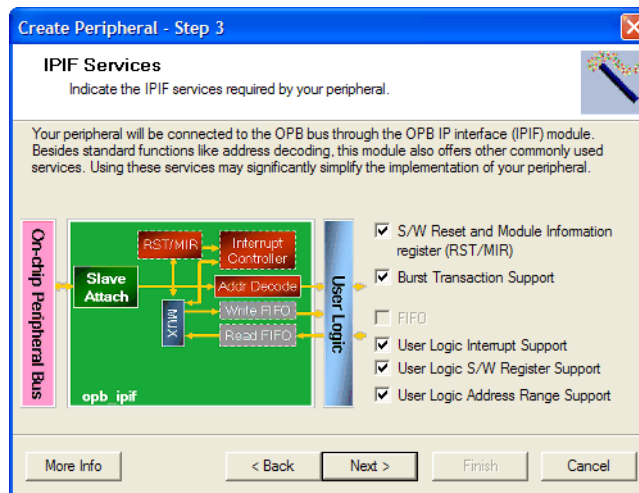 Create Peripheral - Step 3
IPIF Services
Indicate the IPIF services required by your peripheral.
Your peripheral will be connected to the OPB bus through the OPB IP interface (IPIF) module.
Besides standard functions like address decoding, this module also offers other commonly used
services. Using these services may significantly simplify the implementation of your peripheral.
On-chip Peripheral Bus
Slave
Attach
RST/MIR
Interrupt
Controller
Addr Decode
MUX
Write FIFO
Read FIFO
opb_ipif
User Logic
S/W Reset and Module Information
register (RST/MIR)
Burst Transaction Support
FIFO
User Logic Interrupt Support
User Logic S/W Register Support
User Logic Address Range Support
More Info
< Back
Next >
Finish
Cancel